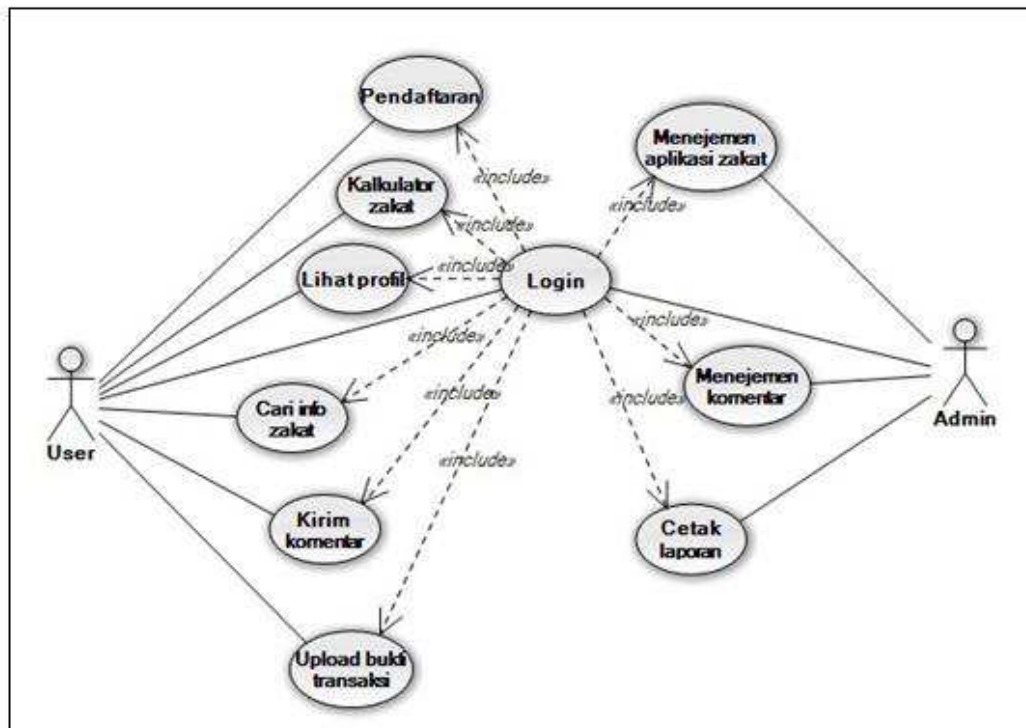 Pendaftaran
Menejemen
aplikasi zakat
«include»
Kalkulator
zakat
«include»
«include»
Lihat profil
«include»
Login
«include»
«include»
Menejemen
komentar
Cari info
zakat
«include»
«include»
User
Admin
«include»
Kirim
komentar
Cetak
laporan
Upload bukti
transaksi